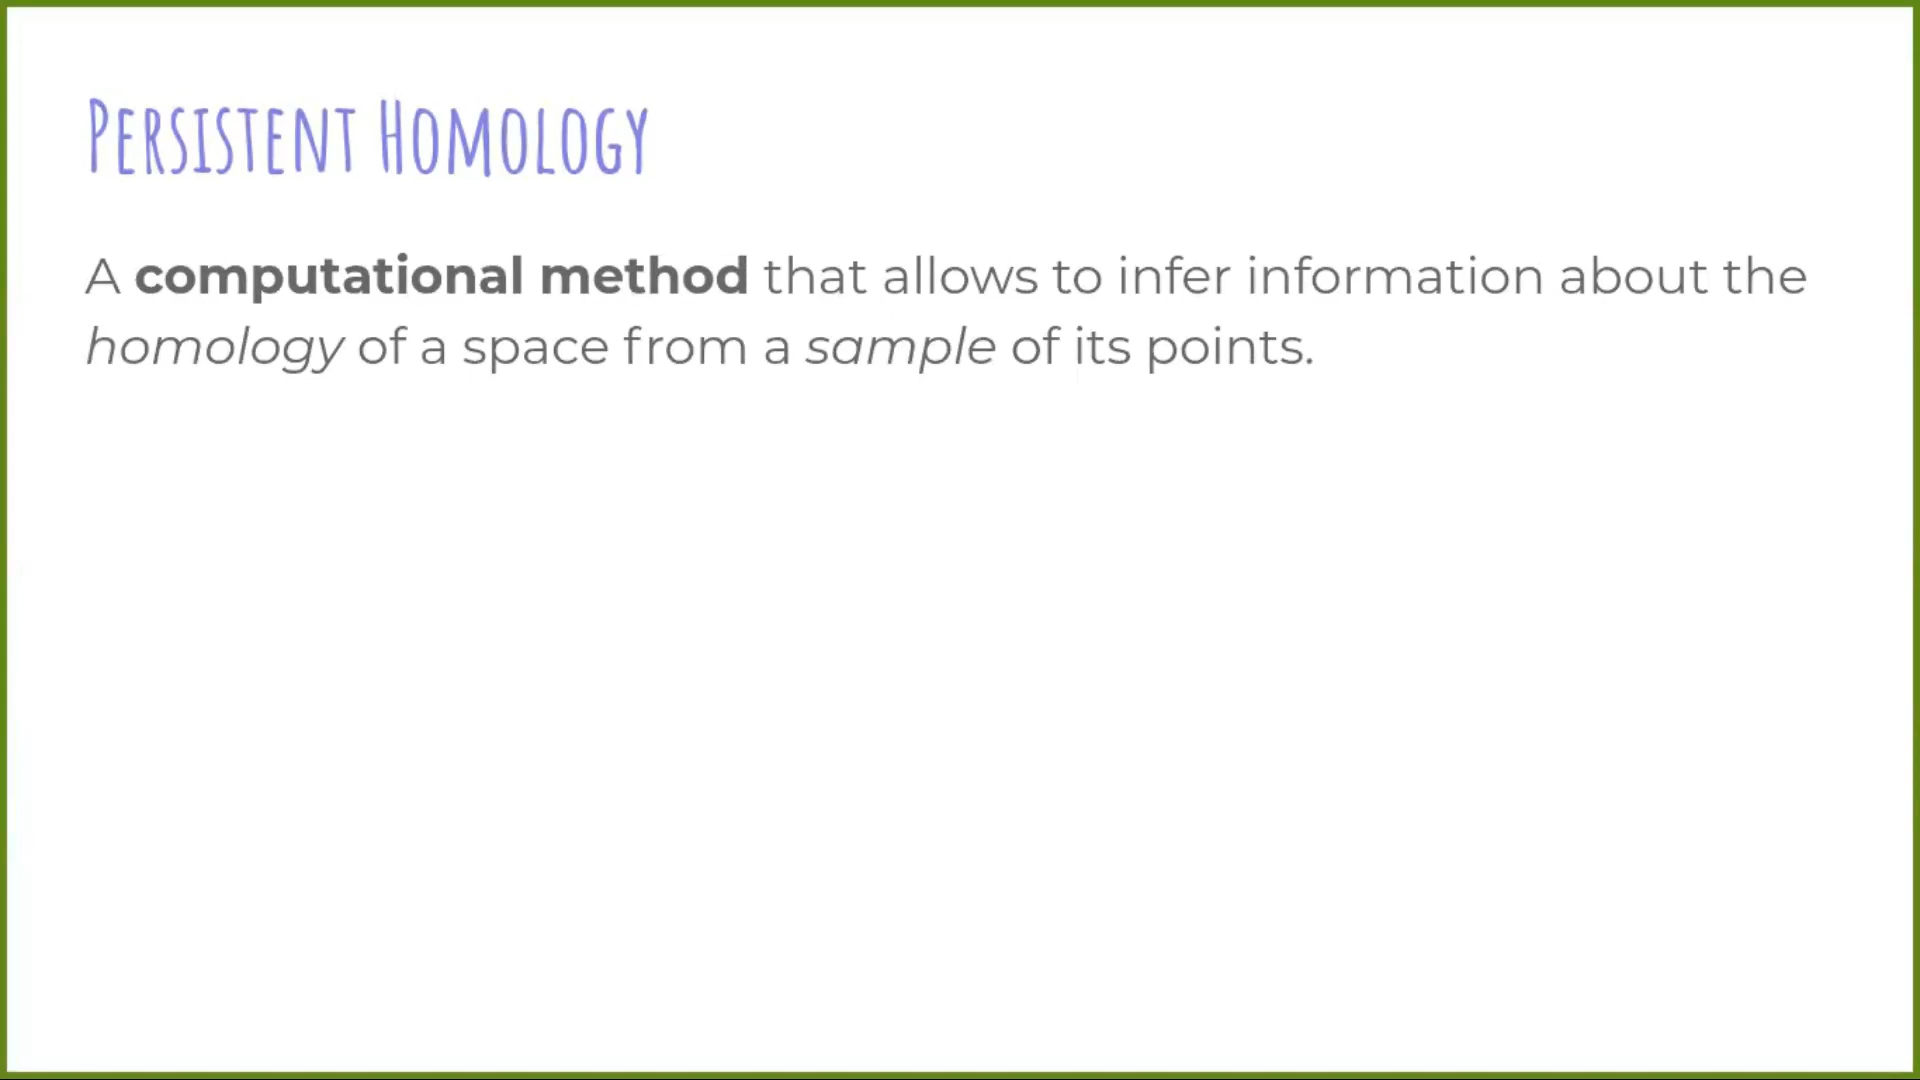 Persistent Homology
A computational method that allows to infer information about the
homology of a space from a sample of its points.